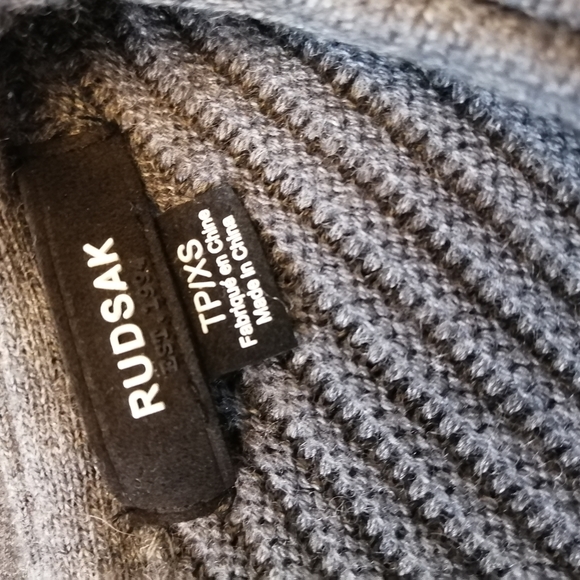 RUDSAK
TP/XS
Fabriqué en Chine
Made in China